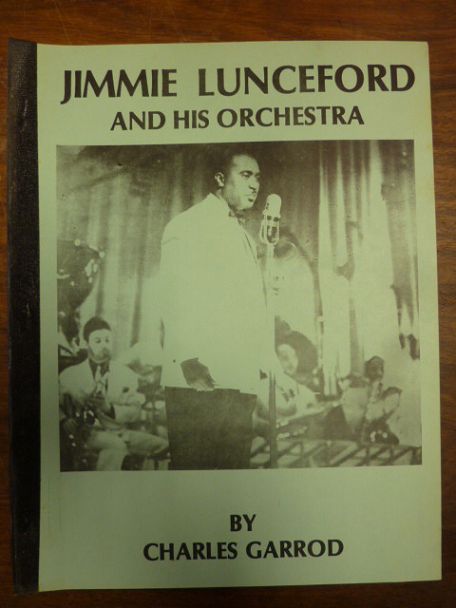 JIMMIE LUNCEFORD
AND HIS ORCHESTRA
BY
CHARLES GARROD